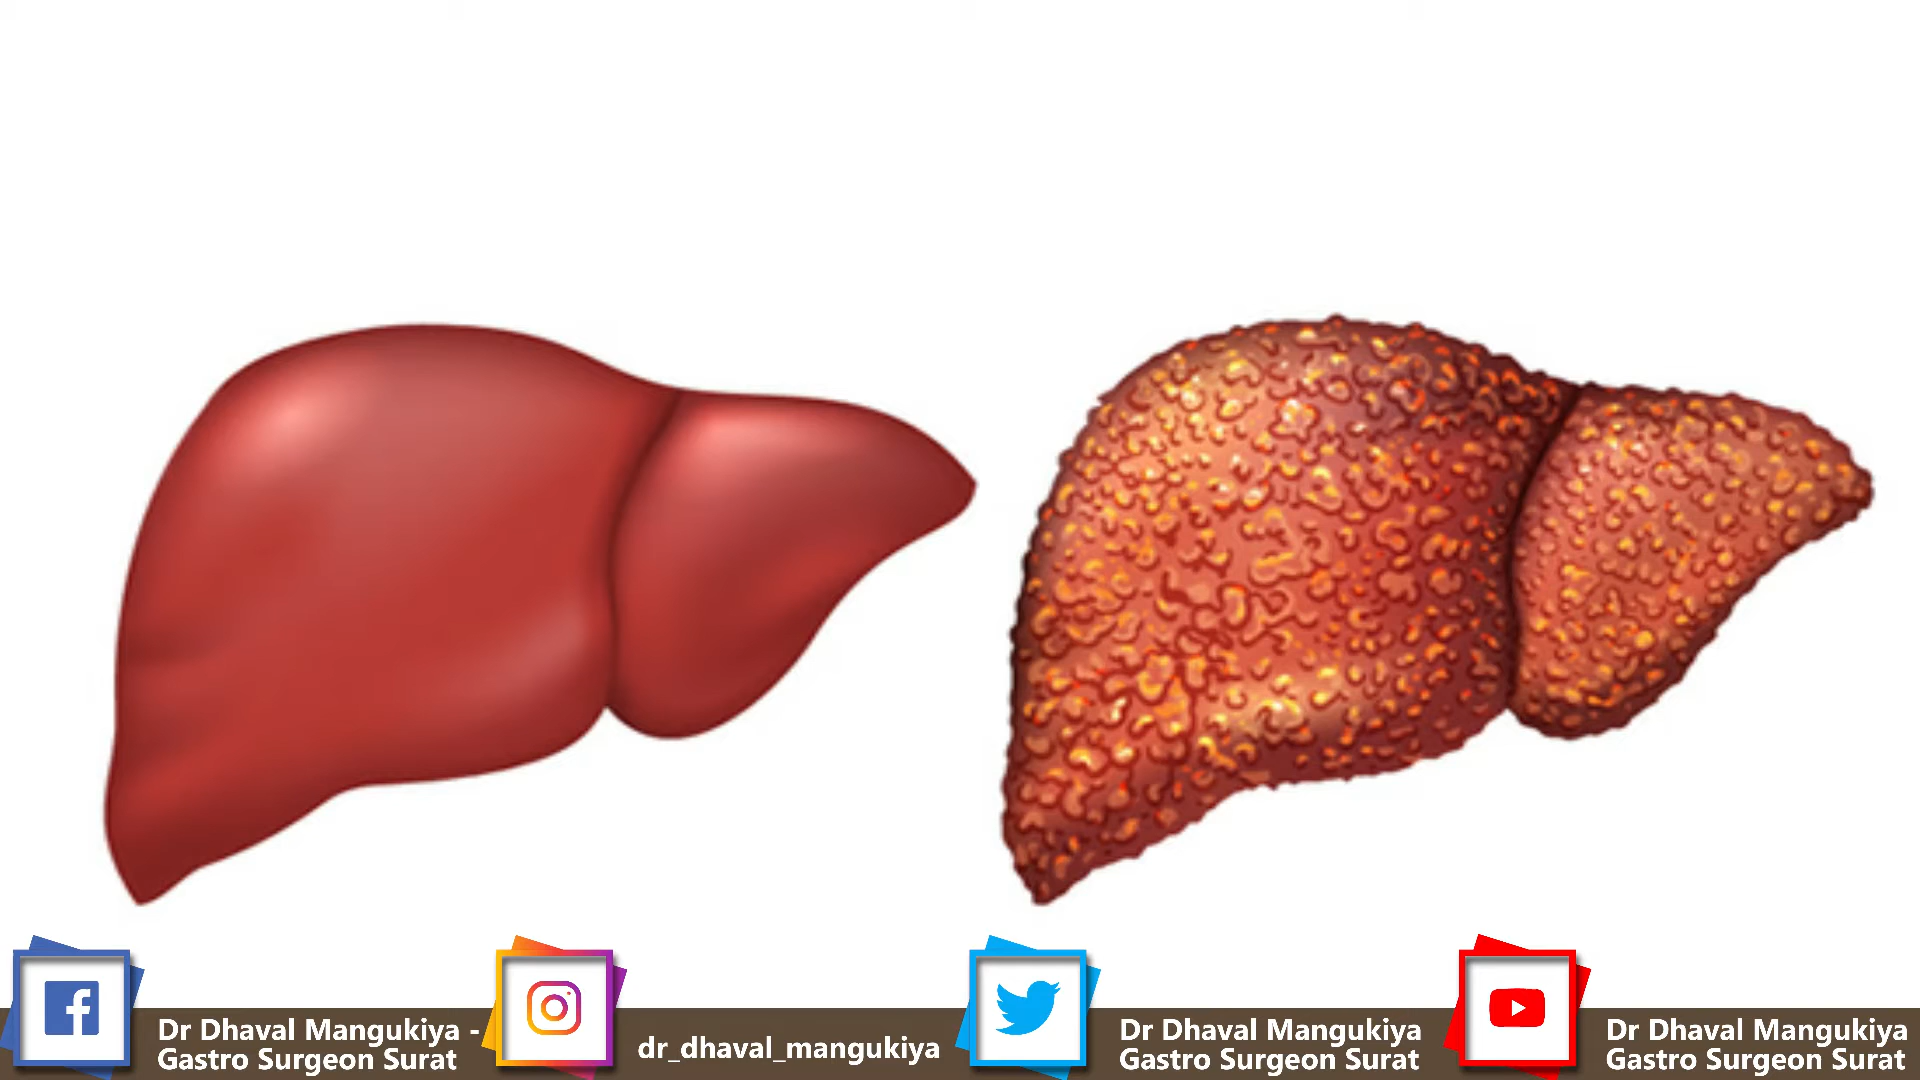 Dr Dhaval Mangukiya -
Gastro Surgeon Surat
dr_dhaval_mangukiya
Dr Dhaval Mangukiya
Gastro Surgeon Surat
Dr Dhaval Mangukiya
Gastro Surgeon Surat